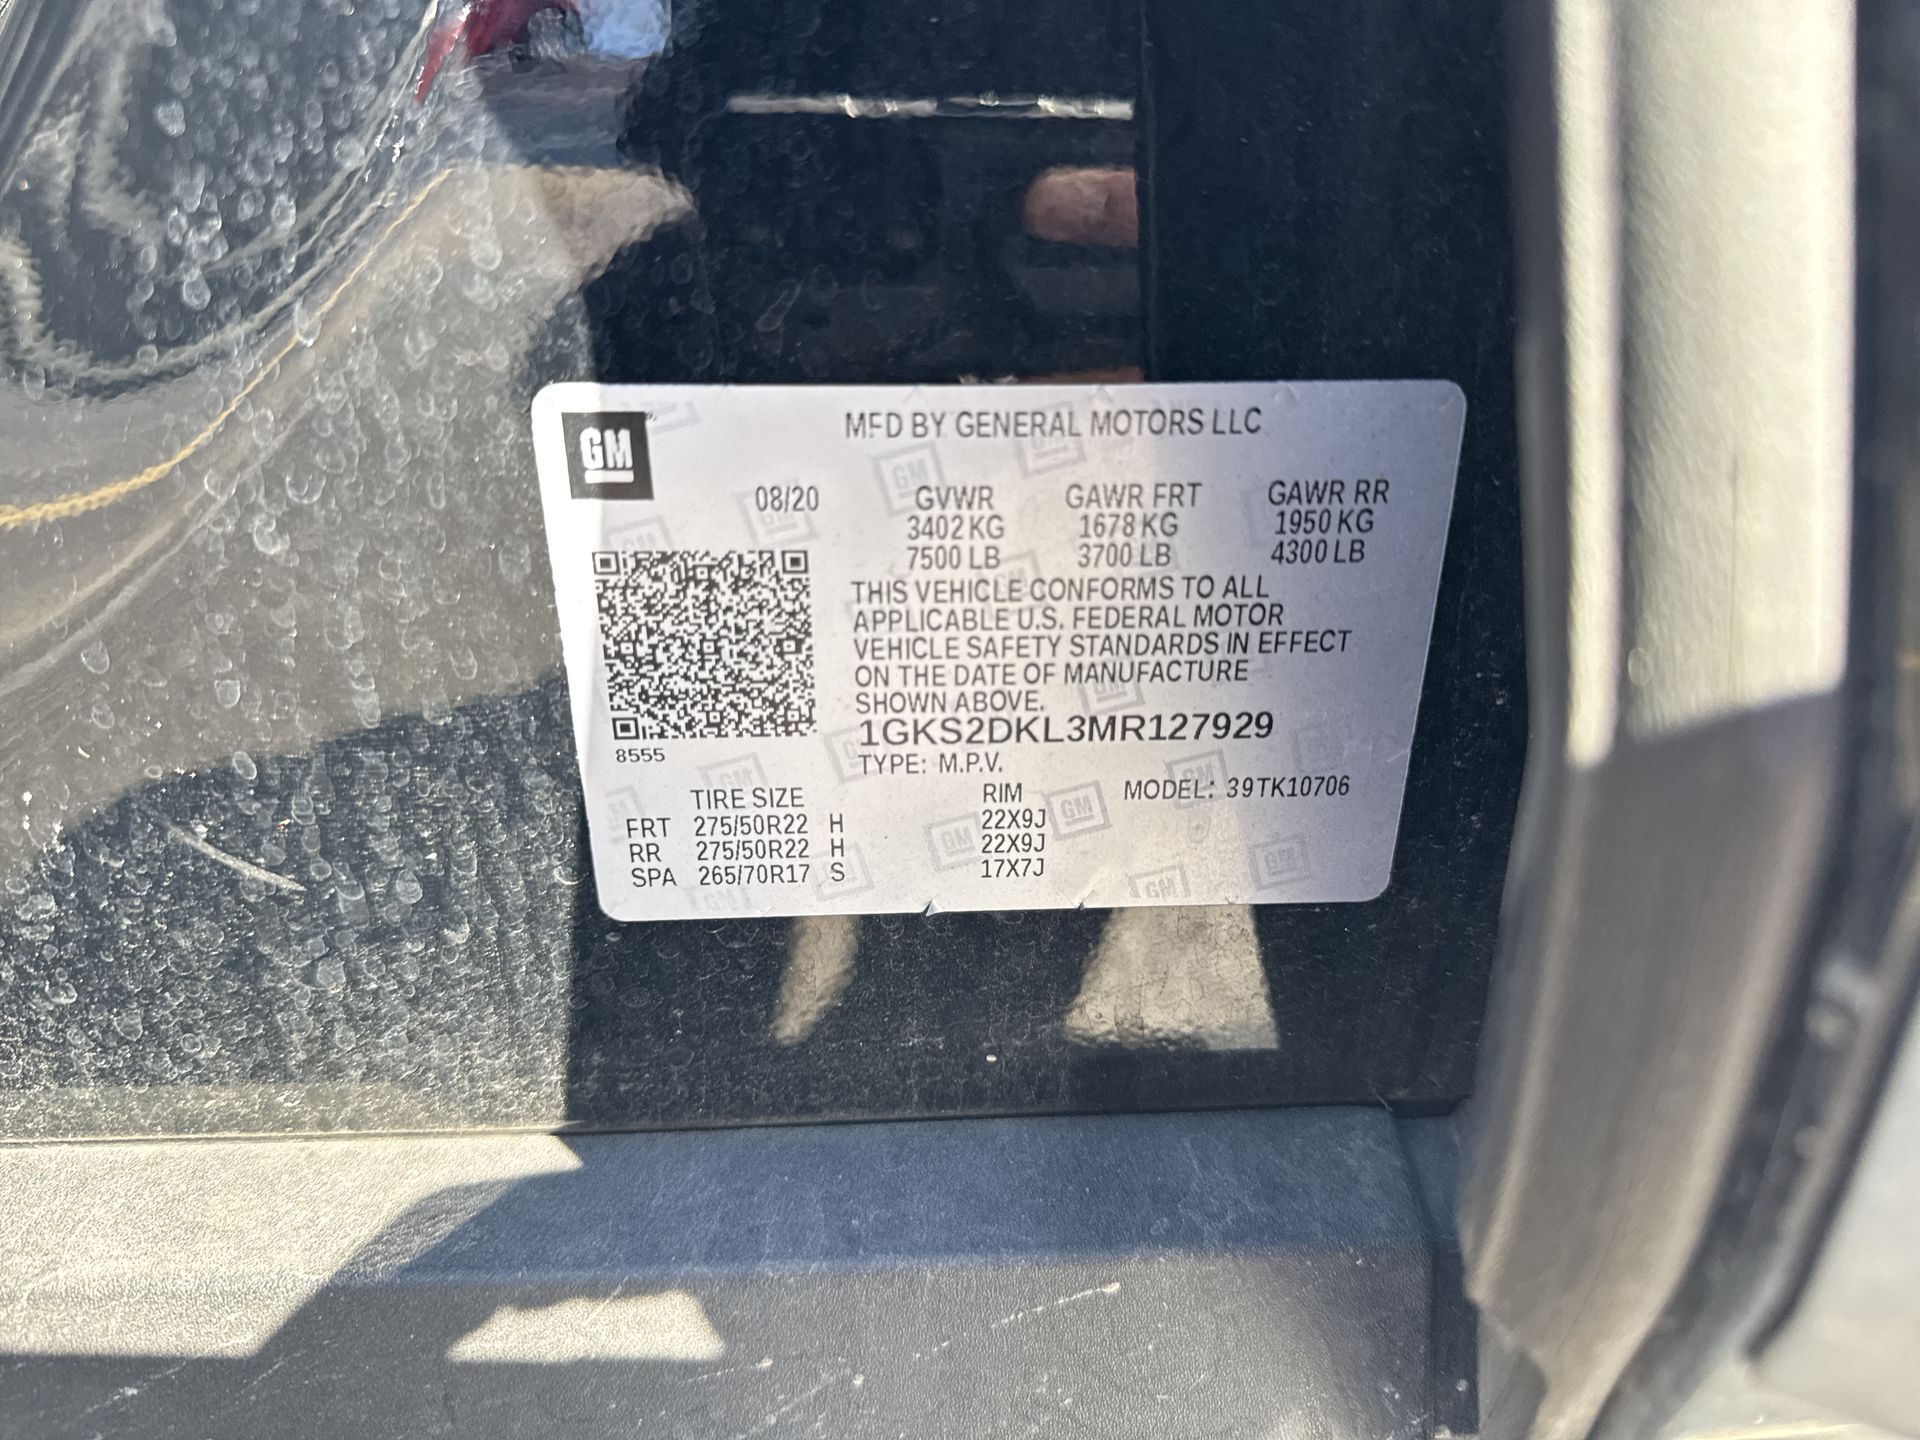 GM
MFD BY GENERAL MOTORS LLC
08/20 GVWR GAWR FRT GAWR RR
3402 KG 1678 KG 1950 KG
7500 LB 3700 LB 4300 LB
THIS VEHICLE CONFORMS TO ALL
APPLICABLE U.S. FEDERAL MOTOR
VEHICLE SAFETY STANDARDS IN EFFECT
ON THE DATE OF MANUFACTURE
SHOWN ABOVE.
1GKS2DKL3MR127929
8555
TYPE: M.P.V.
TIRE SIZE RIM MODEL: 39TK10706
FRT 275/50R22 H 22X9J
RR 275/50R22 H 22X9J
SPA 265/70R17 S 17X7J